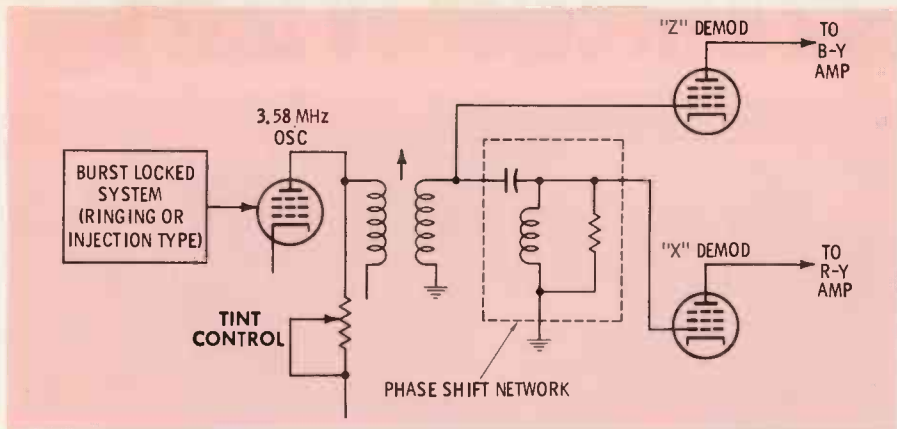 "Z" DEMOD
TO
B-Y
AMP
3.58 MHz
OSC
BURST LOCKED
SYSTEM
(RINGING OR
INJECTION TYPE)
"X" DEMOD
TO
R-Y
AMP
TINT
CONTROL
PHASE SHIFT NETWORK